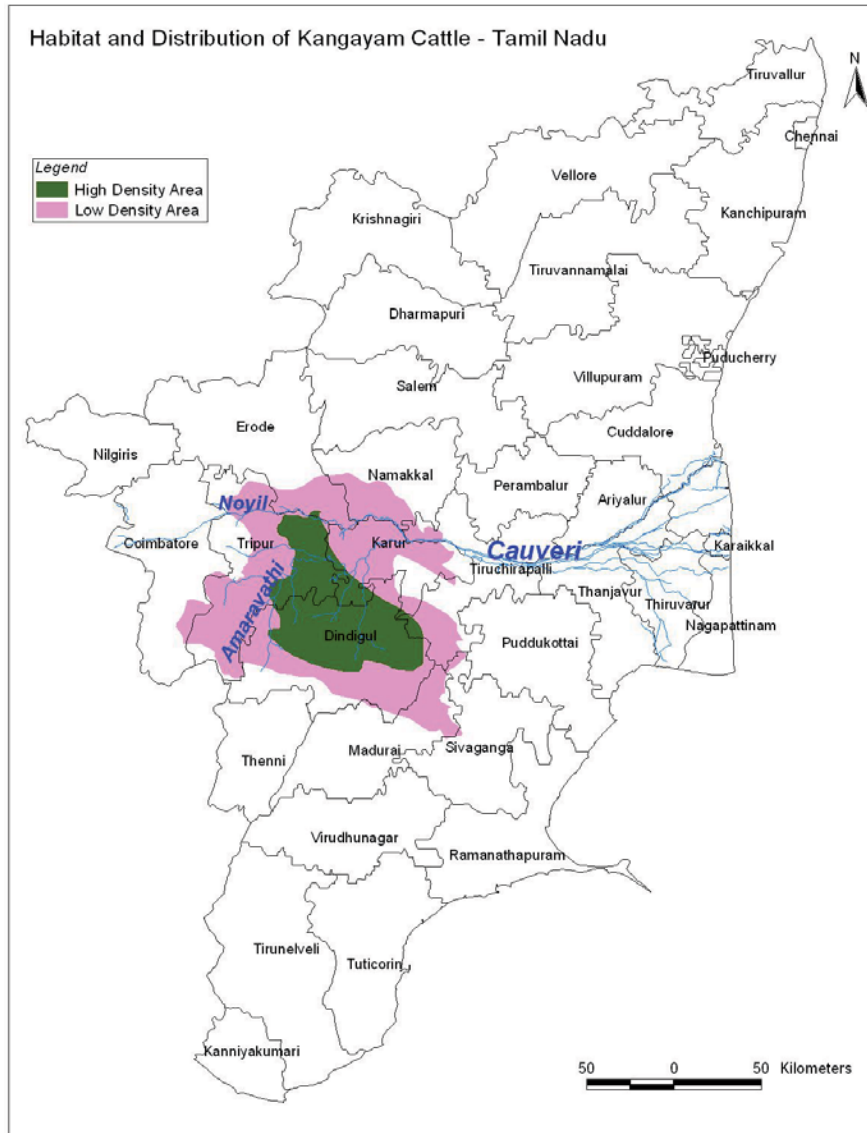 Habitat and Distribution of Kangayam Cattle - Tamil Nadu
N
Legend
High Density Area
Low Density Area
Tiruvallur
Chennai
Vellore
Kanchipuram
Krishnagiri
Tiruvannamalai
Dharmapuri
Puducherry
Salem
Villupuram
Erode
Cuddalore
Nilgiris
Namakkal
Perambalur
Ariyalur
Noyil
Coimbatore
Tripur
Karur
Cauveri
Karaikkal
Tiruchirapalli
Amaravathi
Thanjavur
Thiruvarur
Nagapattinam
Dindigul
Puddukottai
Thenni
Madurai
Sivaganga
Virudhunagar
Ramanathapuram
Tirunelveli
Tuticorin
Kanniyakumari
50 0 50 Kilometers